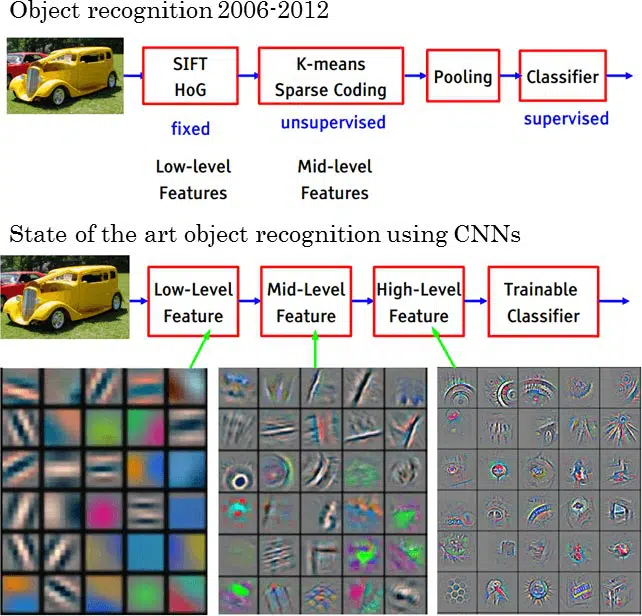 Object recognition 2006-2012
SIFT
HoG
K-means
Sparse Coding
Pooling
Classifier
fixed
unsupervised
supervised
Low-level
Features
Mid-level
Features
State of the art object recognition using CNNs
Low-Level
Feature
Mid-Level
Feature
High-Level
Feature
Trainable
Classifier